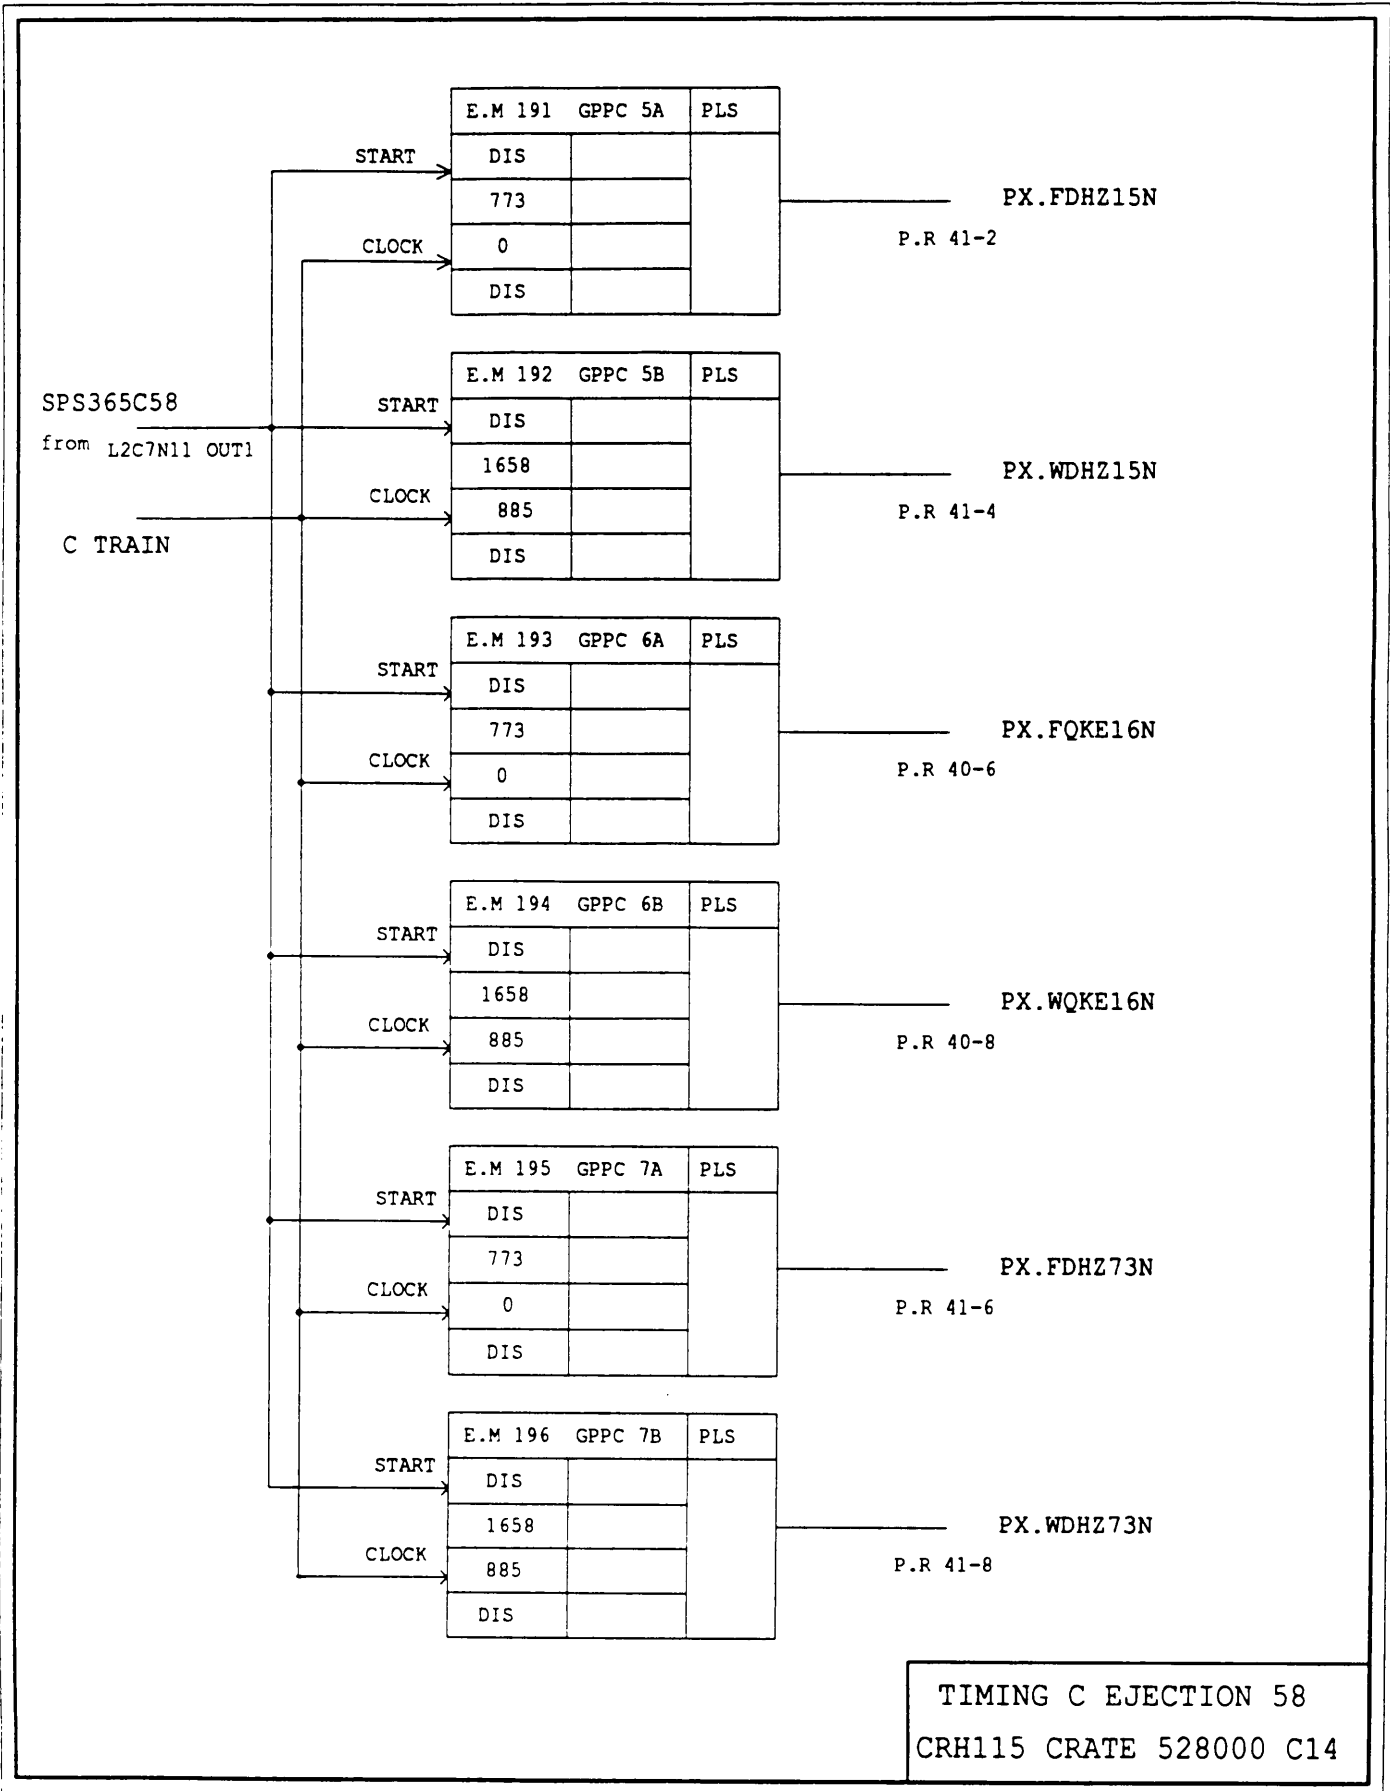 E.M 191 GPPC 5A PLS
START DIS
773 PX.FDHZ15N
CLOCK 0 P.R 41-2
DIS
E.M 192 GPPC 5B PLS
SPS365C58 START DIS
from L2C7N11 OUT1
1658 PX.WDHZ15N
CLOCK 885 P.R 41-4
C TRAIN DIS
E.M 193 GPPC 6A PLS
START DIS
773 PX.FQKE16N
CLOCK 0 P.R 40-6
DIS
E.M 194 GPPC 6B PLS
START DIS
1658 PX.WQKE16N
CLOCK 885 P.R 40-8
DIS
E.M 195 GPPC 7A PLS
START DIS
773 PX.FDHZ73N
CLOCK 0 P.R 41-6
DIS
E.M 196 GPPC 7B PLS
START DIS
1658 PX.WDHZ73N
CLOCK 885 P.R 41-8
DIS
TIMING C EJECTION 58
CRH115 CRATE 528000 C14